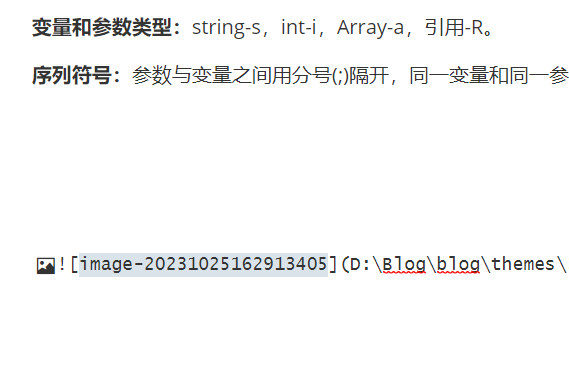 变量和参数类型：string-s，int-i，Array-a，引用-R。
序列符号：参数与变量之间用分号(;)隔开，同一变量和同一参
![image-20231025162913405](D:\Blog\blog\themes\